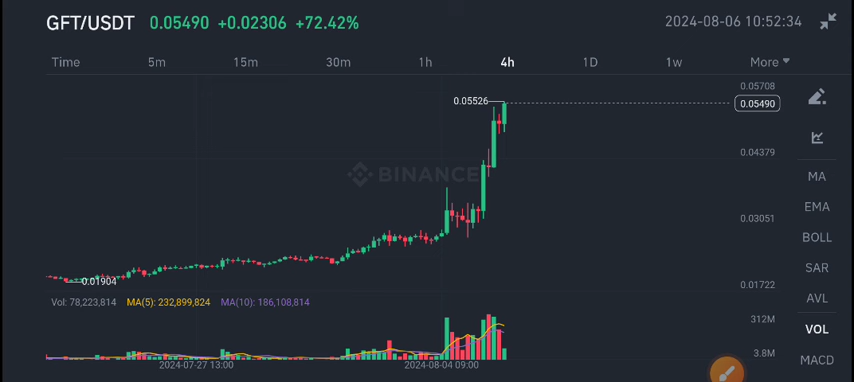 GFT/USDT 0.05490 +0.02306 +72.42% 2024-08-06 10:52:34
Time 5m 15m 30m 1h 4h 1D 1w More
0.05708
0.05526 0.05490
0.04379
BINANCE
0.03051
0.01904 0.01722
MA
EMA
BOLL
SAR
AVL
VOL
MACD
Vol: 78,223,814 MA(5): 232,899,824 MA(10): 186,108,814
312M
3.8M
2024-07-27 13:00 2024-08-04 09:00